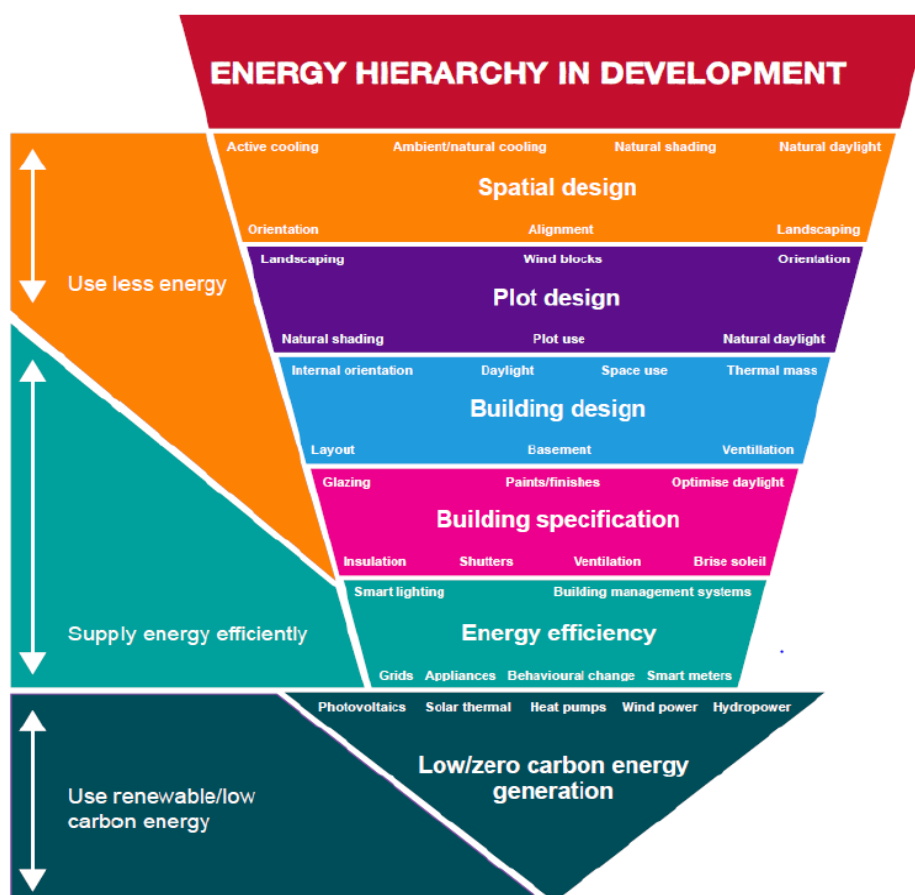 ENERGY HIERARCHY IN DEVELOPMENT
Active cooling Ambient/natural cooling Natural shading Natural daylight
Spatial design
Orientation Alignment Landscaping
Use less energy
Landscaping Wind blocks Orientation
Plot design
Natural shading Plot use Natural daylight
Internal orientation Daylight Space use Thermal mass
Building design
Layout Basement Ventillation
Glazing Paints/finishes Optimise daylight
Building specification
Insulation Shutters Ventilation Brise soleil
Supply energy efficiently
Smart lighting Building management systems
Energy efficiency
Grids Appliances Behavioural change Smart meters
Use renewable/low
carbon energy
Photovoltaics Solar thermal Heat pumps Wind power Hydropower
Low/zero carbon energy
generation